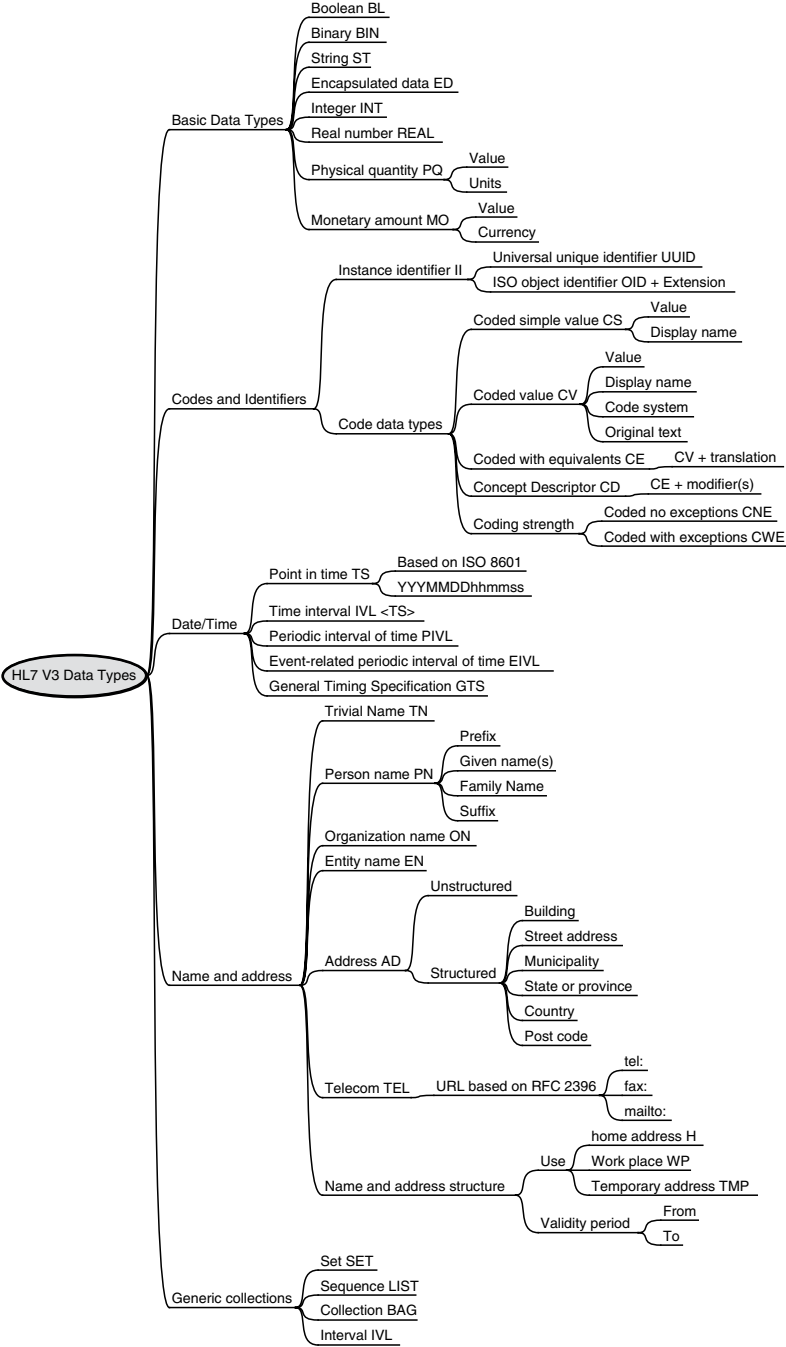 Boolean BL
Binary BIN
String ST
Encapsulated data ED
Integer INT
Basic Data Types
Real number REAL
Value
Physical quantity PQ
Units
Value
Monetary amount MO
Currency
Universal unique identifier UUID
Instance identifier II
ISO object identifier OID + Extension
Value
Coded simple value CS
Display name
Value
Display name
Coded value CV
Codes and Identifiers
Code system
Code data types
Original text
Coded with equivalents CE
CV + translation
Concept Descriptor CD
CE + modifier(s)
Coded no exceptions CNE
Coding strength
Coded with exceptions CWE
Based on ISO 8601
Point in time TS
YYYMMDDhhmmss
Time interval IVL <TS>
Date/Time
Periodic interval of time PIVL
Event-related periodic interval of time EIVL
HL7 V3 Data Types
General Timing Specification GTS
Trivial Name TN
Prefix
Given name(s)
Person name PN
Family Name
Suffix
Organization name ON
Entity name EN
Unstructured
Building
Street address
Address AD
Municipality
Name and address
Structured
State or province
Country
Post code
tel:
Telecom TEL
URL based on RFC 2396
fax:
mailto:
home address H
Use
Work place WP
Name and address structure
Temporary address TMP
From
Validity period
To
Set SET
Sequence LIST
Generic collections
Collection BAG
Interval IVL